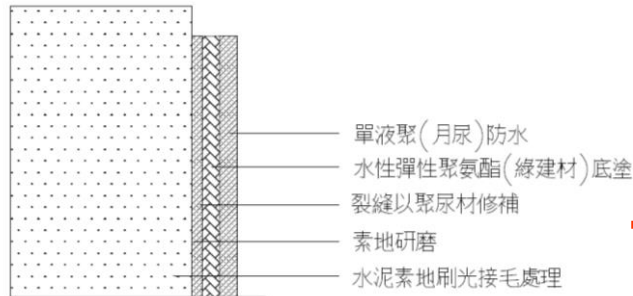 單液聚(月尿)防水
水性彈性聚氨酯(綠建材)底塗
裂縫以聚尿材修補
素地研磨
水泥素地刷光接毛處理